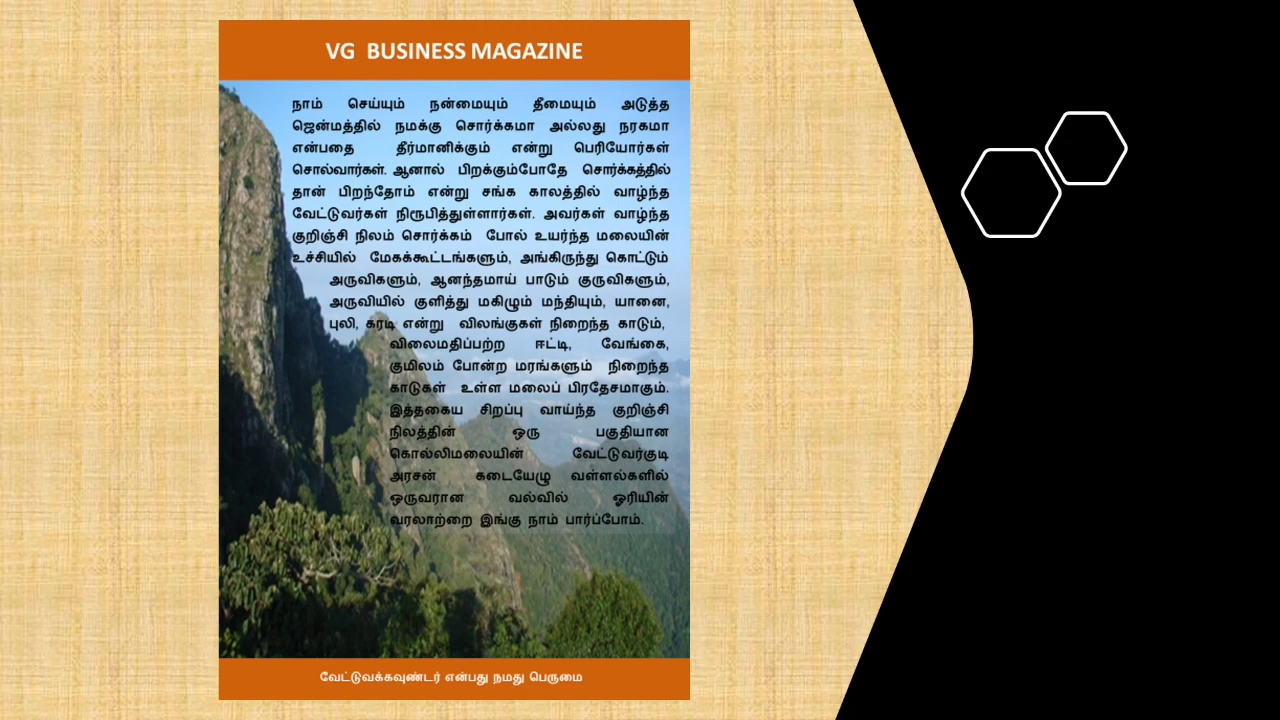 VG BUSINESS MAGAZINE
நாம் செய்யும் நன்மையும் தீமையும் அடுத்த
ஜென்மத்தில் நமக்கு சொர்க்கமா அல்லது நரகமா
என்பதை தீர்மானிக்கும் என்று பெரியோர்கள்
சொல்வார்கள். ஆனால் பிறக்கும்போதே சொர்க்கத்தில்
தான் பிறந்தோம் என்று சங்க காலத்தில் வாழ்ந்த
வேட்டுவர்கள் நிரூபித்துள்ளார்கள். அவர்கள் வாழ்ந்த
குறிஞ்சி நிலம் சொர்க்கம் போல் உயர்ந்த மலையின்
உச்சியில் மேகக்கூட்டங்களும், அங்கிருந்து கொட்டும்
அருவிகளும், ஆனந்தமாய் பாடும் குருவிகளும்,
அருவியில் குளித்து மகிழும் மந்தியும், யானை,
புலி, கரடி என்று விலங்குகள் நிறைந்த காடும்,
விலைமதிப்பற்ற ஈட்டி, வேங்கை,
குமிலம் போன்ற மரங்களும் நிறைந்த
காடுகள் உள்ள மலைப் பிரதேசமாகும்.
இத்தகைய சிறப்பு வாய்ந்த குறிஞ்சி
நிலத்தின் ஒரு பகுதியான
கொல்லிமலையின் வேட்டுவர்குடி
அரசன் கடையேழு வள்ளல்களில்
ஒருவரான வல்வில் ஓரியின்
வரலாற்றை இங்கு நாம் பார்ப்போம்.
வேட்டுவக்கவுண்டர் என்பது நமது பெருமை